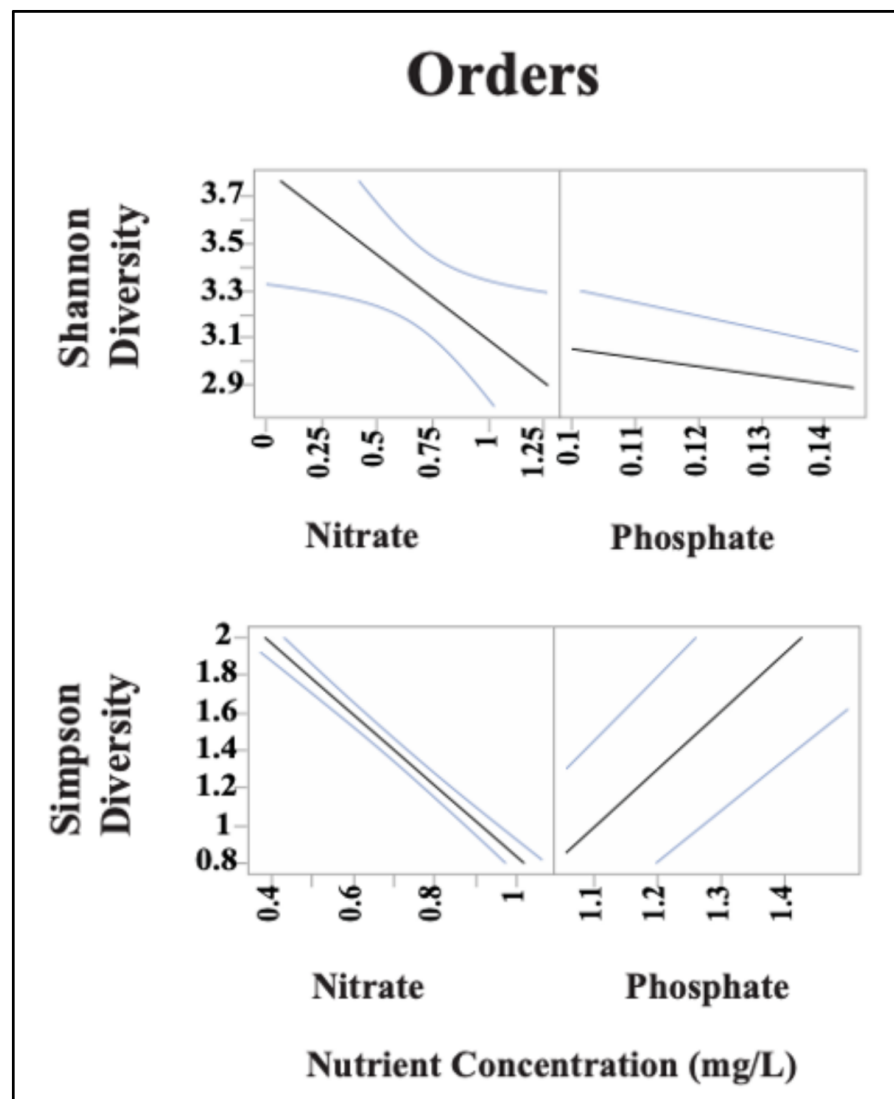 Orders
Shannon
Diversity
3.7
3.5
3.3
3.1
2.9
0 0.25 0.5 0.75 1 1.25 0.1 0.11 0.12 0.13 0.14
Nitrate Phosphate
Simpson
Diversity
2
1.8
1.6
1.4
1.2
1
0.8
0.4 0.6 0.8 1 1.1 1.2 1.3 1.4
Nitrate Phosphate
Nutrient Concentration (mg/L)